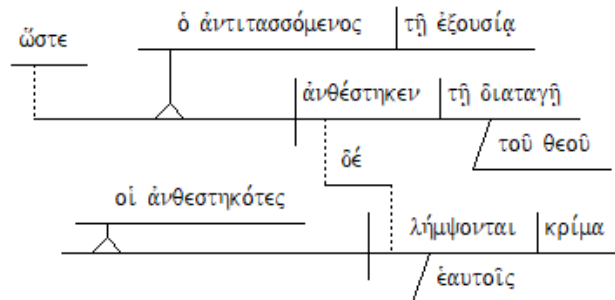 ὁ ἀντιτασσόμενος τῇ ἐξουσίᾳ
ὥστε
ἀνθέστηκεν τῇ διαταγῇ
τοῦ θεοῦ
δέ
οἱ ἀνθεστηκότες
λήμψονται κρίμα
ἑαυτοῖς